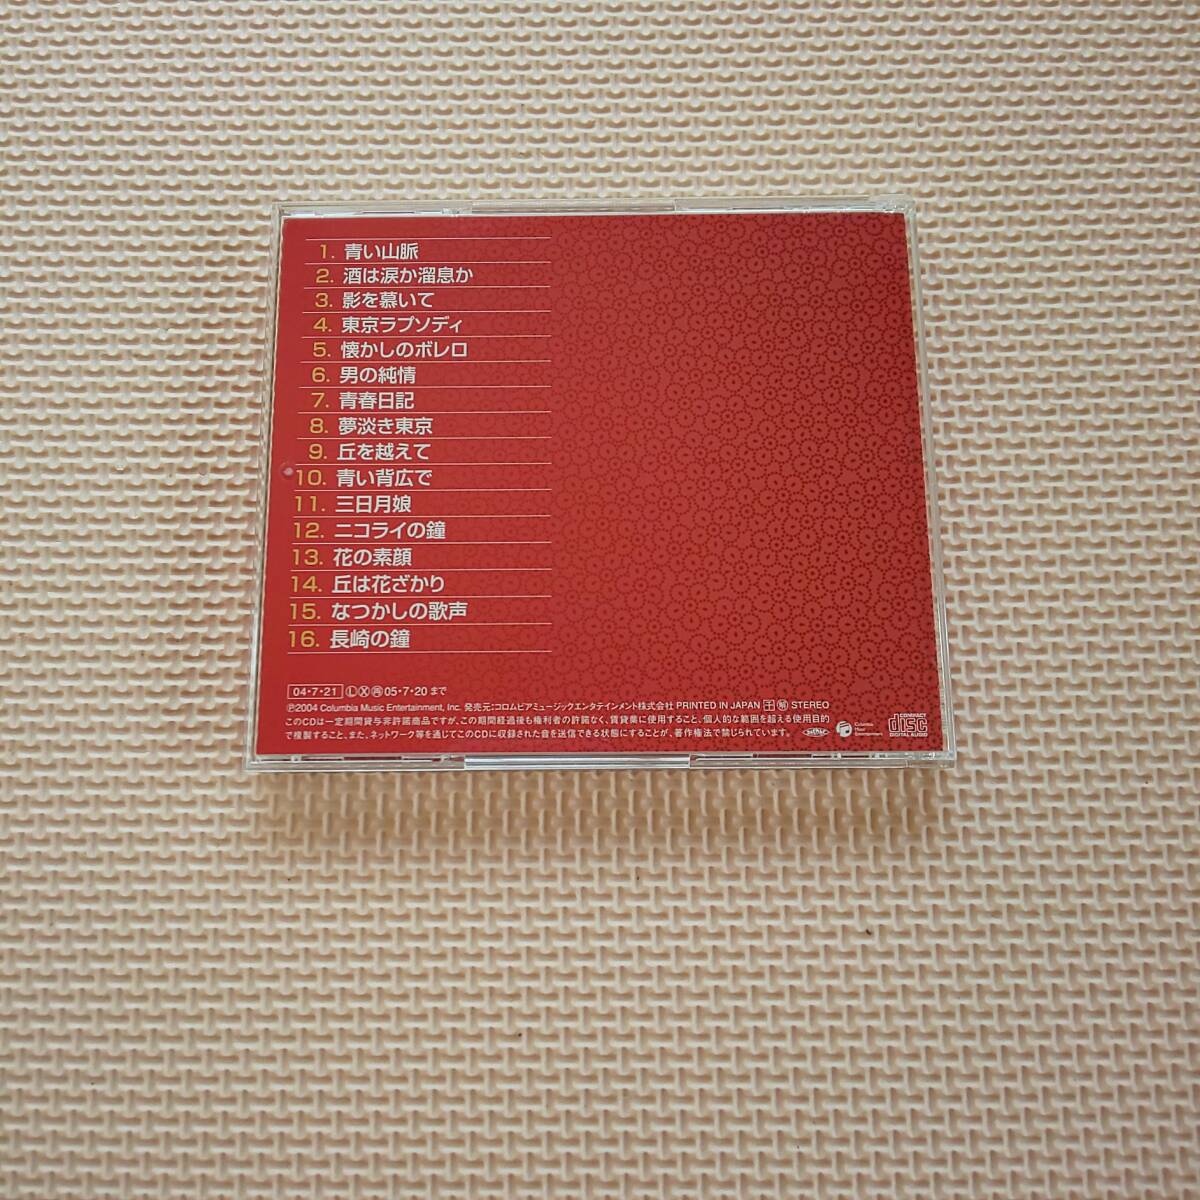 1. 青い山脈
2. 酒は涙か溜息か
3. 影を慕いて
4. 東京ラプソディ
5. 懐かしのボレロ
6. 男の純情
7. 青春日記
8. 夢淡き東京
9. 丘を越えて
10. 青い背広で
11. 三日月娘
12. ニコライの鐘
13. 花の素顔
14. 丘は花ざかり
15. なつかしの歌声
16. 長崎の鐘
04・7・21 Ⓛ Ⓧ ㋲ 05・7・20 まで
Ⓟ2004 Columbia Music Entertainment, Inc. 発売元:コロムビアミュージックエンタテインメント株式会社 PRINTED IN JAPAN STEREO
このCDは一定期間貸与非許諾商品ですが、この期間経過後も権利者の許諾なく、賃貸業に使用すること、個人的な範囲を超える使用目的
で複製すること、また、ネットワーク等を通じてこのCDに収録された音を送信できる状態にすることが、著作権法で禁じられています。
Columbia
Music
Entertainment
COMPACT
disc
DIGITAL AUDIO